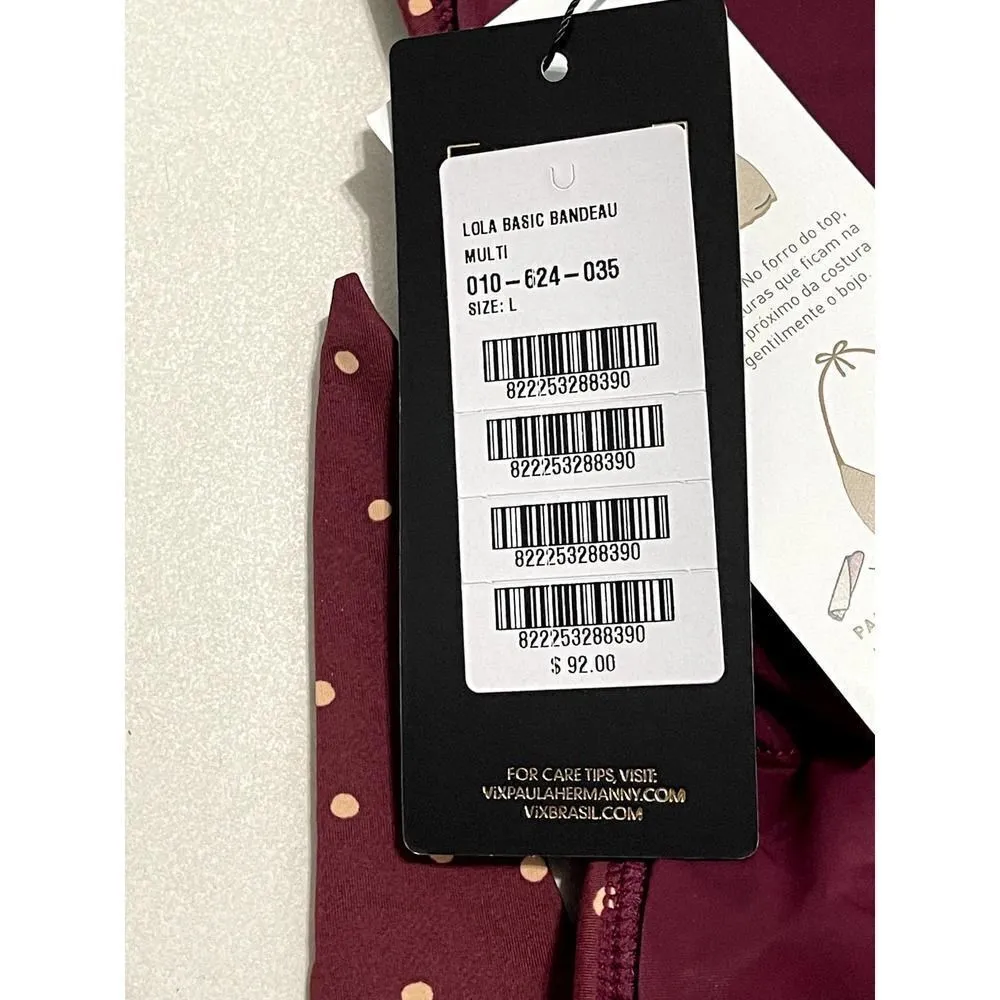 LOLA BASIC BANDEAU
MULTI
010-624-035
SIZE: L
822253288390
822253288390
822253288390
822253288390
$ 92.00
FOR CARE TIPS, VISIT:
ViXPAULAHERMANNY.COM
ViXBRASIL.COM
No forro do top,
uras que ficam na
próximo da costura
gentilmente o bojo.